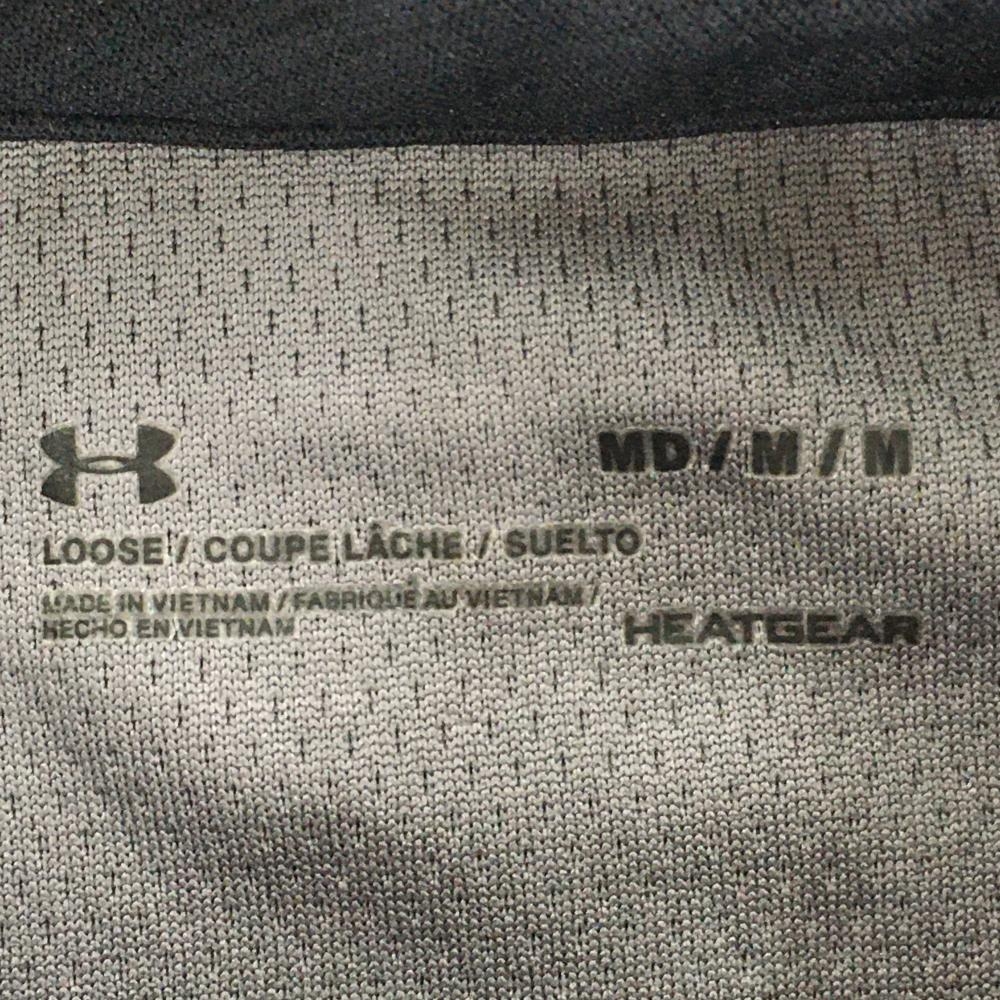 MD / M / M
LOOSE / COUPE LÂCHE / SUELTO
MADE IN VIETNAM / FABRIQUÉ AU VIETNAM /
HECHO EN VIETNAM
HEATGEAR